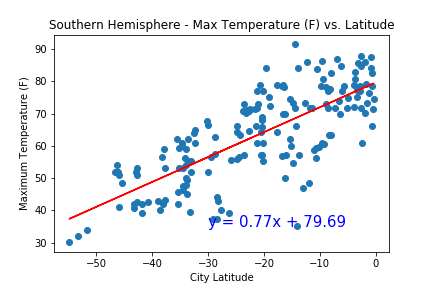 Southern Hemisphere - Max Temperature (F) vs. Latitude
Maximum Temperature (F)
90
80
70
60
50
40
30
y = 0.77x + 79.69
−50 −40 −30 −20 −10 0
City Latitude